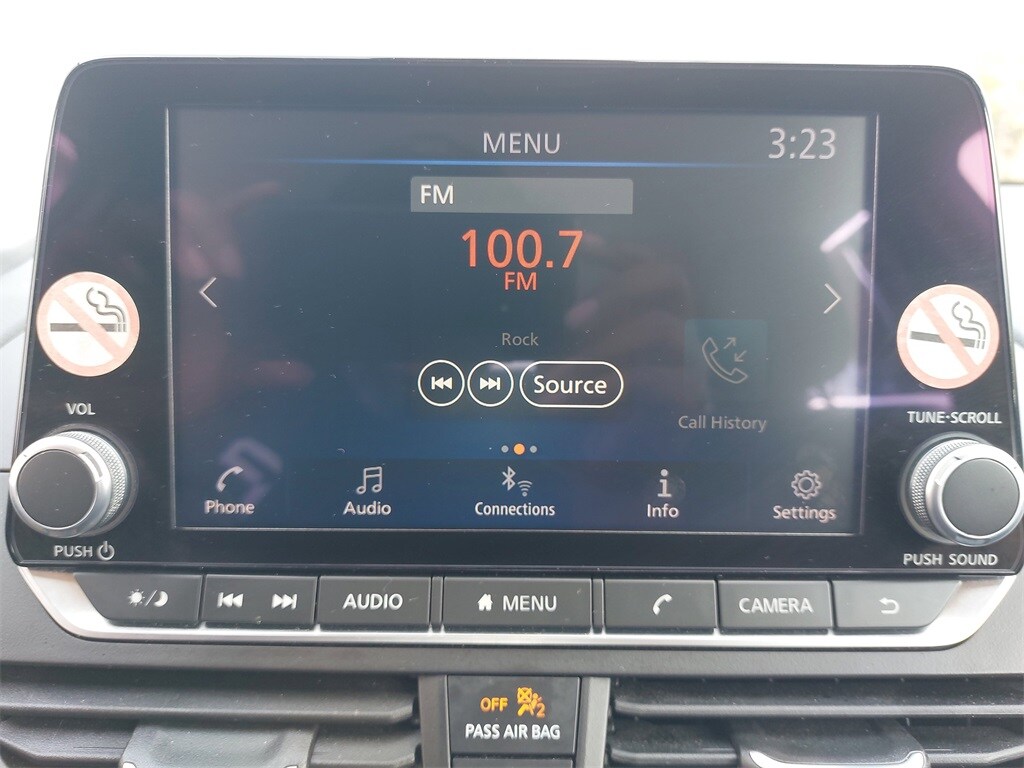 MENU 3:23
FM
100.7
FM
Rock
Source
Call History
VOL
TUNE·SCROLL
Phone Audio Connections Info Settings
PUSH
PUSH SOUND
AUDIO MENU CAMERA
OFF 2
PASS AIR BAG